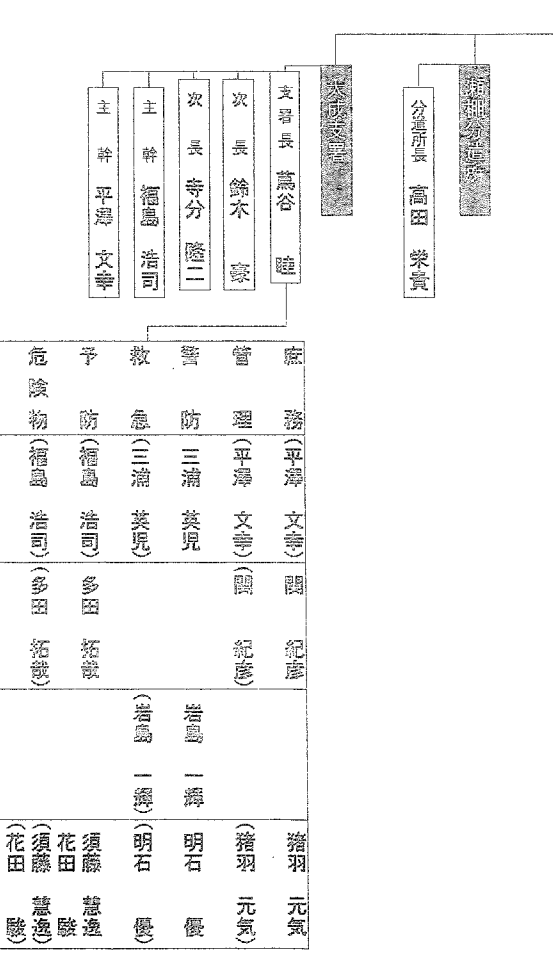 分遣所長 高田 栄貴
大成支署
支署長 蔦谷 睦
次長 鈴木 豪
次長 寺分 隆二
主幹 福島 浩司
主幹 平澤 文幸
庶務 (平澤 文幸) 関 紀彦 猪羽 元気
管理 (平澤 文幸) (関 紀彦) (猪羽 元気)
警防 三浦 英児 岩島 一輝 明石 優
救急 (三浦 英児) (岩島 一輝) (明石 優)
予防 (福島 浩司) 多田 拓哉 須藤 慧逸 花田 駿
危険物 (福島 浩司) (多田 拓哉) (須藤 慧逸) (花田 駿)